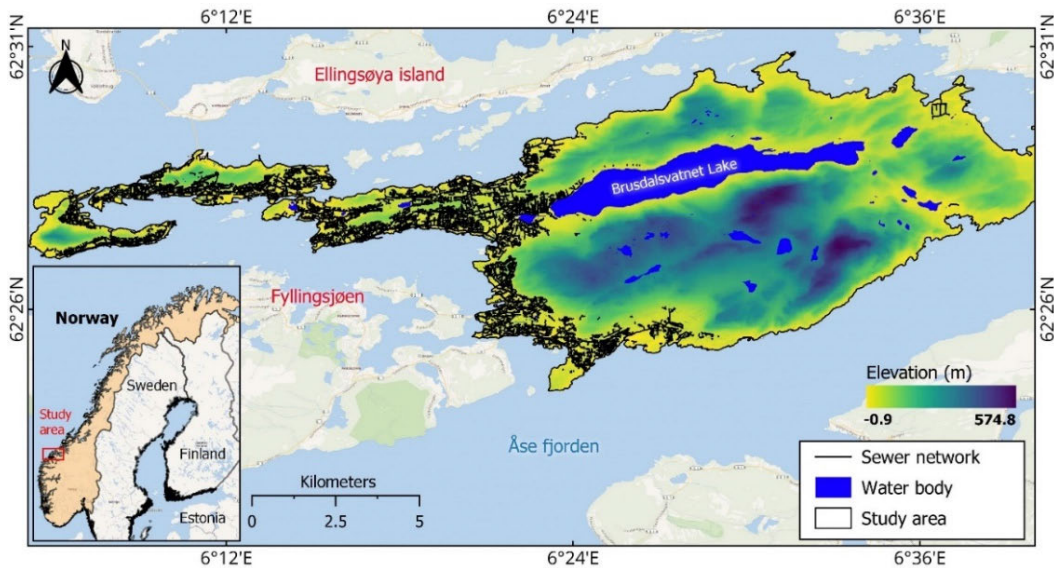 6°12'E 6°24'E 6°36'E
62°31'N 62°31'N
N
Ellingsøya island
Brusdalsvatnet Lake
62°26'N 62°26'N
Fyllingsjøen
Norway
Sweden
Study
area
Finland
Estonia
Elevation (m)
-0.9 574.8
Åse fjorden
Kilometers
0 2.5 5
Sewer network
Water body
Study area
6°12'E 6°24'E 6°36'E